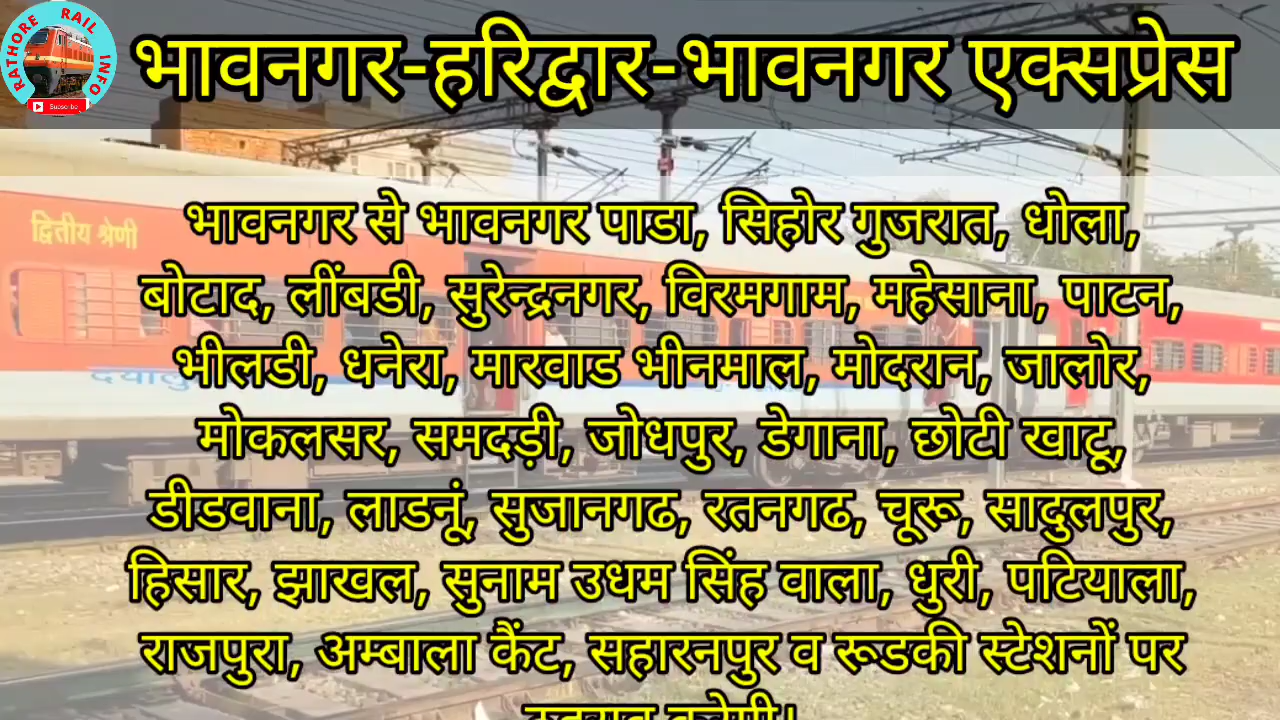 RATHORE RAIL INFO
Subscribe
भावनगर-हरिद्वार-भावनगर एक्सप्रेस
द्वितीय श्रेणी
भावनगर से भावनगर पाडा, सिहोर गुजरात, धोला,
बोटाद, लींबडी, सुरेन्द्रनगर, विरमगाम, महेसाना, पाटन,
भीलडी, धनेरा, मारवाड भीनमाल, मोदरान, जालोर,
मोकलसर, समदड़ी, जोधपुर, डेगाना, छोटी खाटू,
डीडवाना, लाडनूं, सुजानगढ, रतनगढ, चूरू, सादुलपुर,
हिसार, झाखल, सुनाम उधम सिंह वाला, धुरी, पटियाला,
राजपुरा, अम्बाला कैंट, सहारनपुर व रूडकी स्टेशनों पर